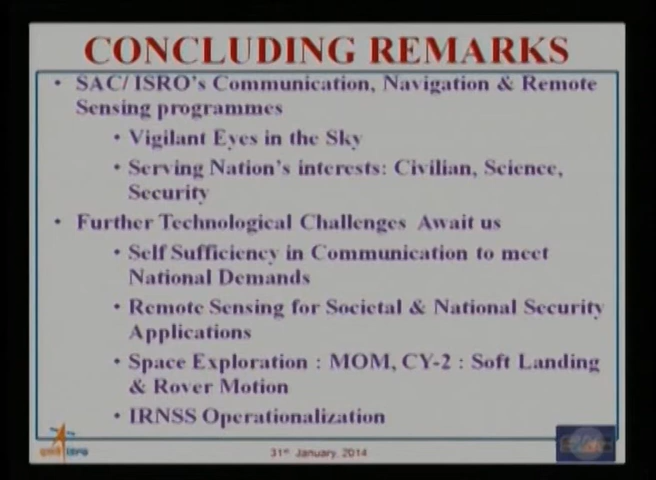 CONCLUDING REMARKS
• SAC/ ISRO's Communication, Navigation & Remote
Sensing programmes
• Vigilant Eyes in the Sky
• Serving Nation's interests: Civilian, Science,
Security
• Further Technological Challenges Await us
• Self Sufficiency in Communication to meet
National Demands
• Remote Sensing for Societal & National Security
Applications
• Space Exploration : MOM, CY-2 : Soft Landing
& Rover Motion
• IRNSS Operationalization
इसरो isro
31st January, 2014